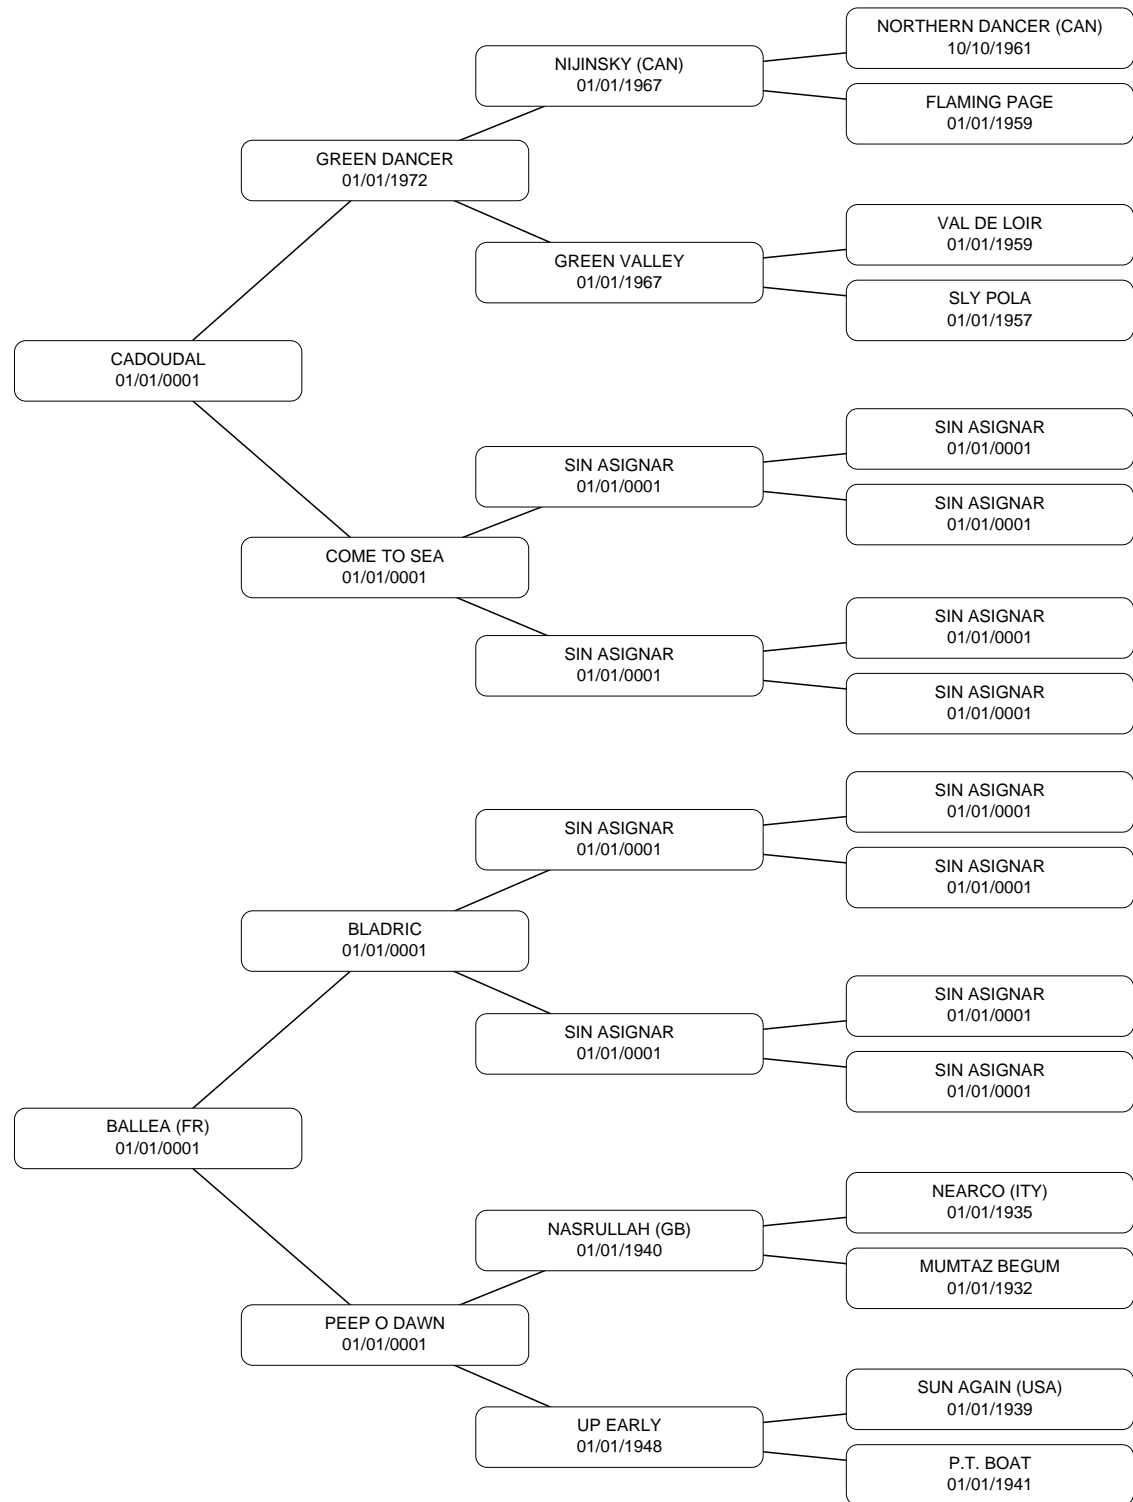 NORTHERN DANCER (CAN)
10/10/1961
NIJINSKY (CAN)
01/01/1967
FLAMING PAGE
01/01/1959
GREEN DANCER
01/01/1972
VAL DE LOIR
01/01/1959
GREEN VALLEY
01/01/1967
SLY POLA
01/01/1957
CADOUDAL
01/01/0001
SIN ASIGNAR
01/01/0001
SIN ASIGNAR
01/01/0001
SIN ASIGNAR
01/01/0001
COME TO SEA
01/01/0001
SIN ASIGNAR
01/01/0001
SIN ASIGNAR
01/01/0001
SIN ASIGNAR
01/01/0001
SIN ASIGNAR
01/01/0001
SIN ASIGNAR
01/01/0001
SIN ASIGNAR
01/01/0001
BLADRIC
01/01/0001
SIN ASIGNAR
01/01/0001
SIN ASIGNAR
01/01/0001
SIN ASIGNAR
01/01/0001
BALLEA (FR)
01/01/0001
NEARCO (ITY)
01/01/1935
NASRULLAH (GB)
01/01/1940
MUMTAZ BEGUM
01/01/1932
PEEP O DAWN
01/01/0001
SUN AGAIN (USA)
01/01/1939
UP EARLY
01/01/1948
P.T. BOAT
01/01/1941